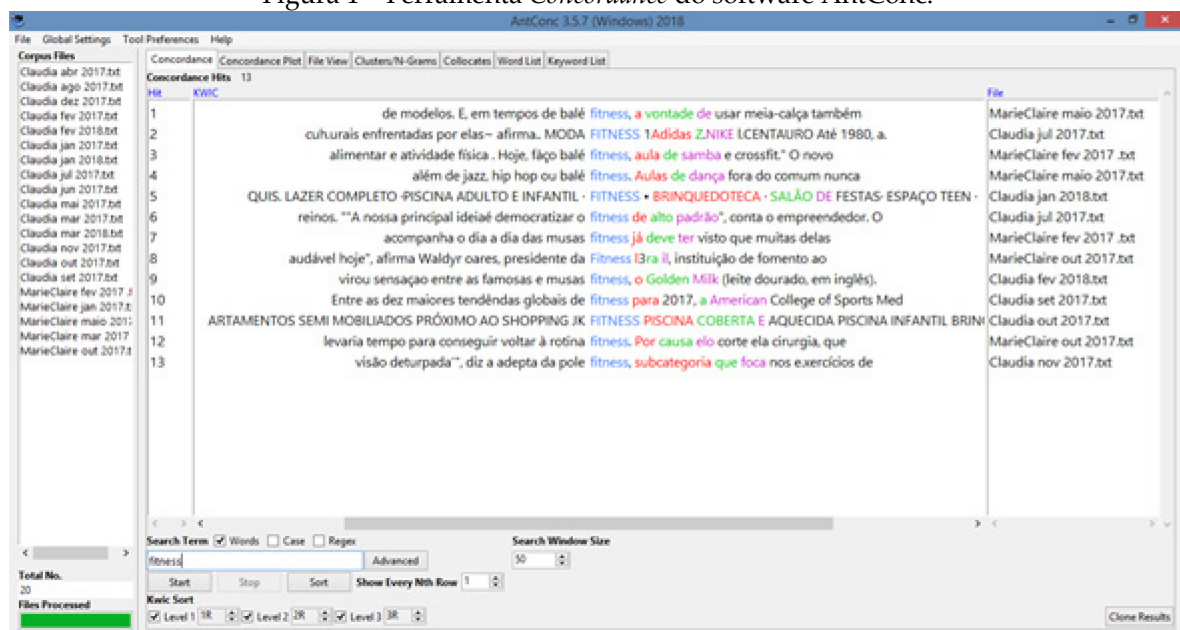 Figura 1 - Ferramenta Concordance do software AntConc.
AntConc 3.5.7 (Windows) 2018
File Global Settings Tool Preferences Help
Corpus Files
Claudia abr 2017.txt
Claudia ago 2017.txt
Claudia dez 2017.txt
Claudia fev 2017.txt
Claudia fev 2018.txt
Claudia jan 2017.txt
Claudia jan 2018.txt
Claudia jul 2017.txt
Claudia jun 2017.txt
Claudia mai 2017.txt
Claudia mar 2017.txt
Claudia mar 2018.txt
Claudia nov 2017.txt
Claudia out 2017.txt
Claudia set 2017.txt
MarieClaire fev 2017 .t
MarieClaire jan 2017.t
MarieClaire maio 2017
MarieClaire mar 2017
MarieClaire out 2017.t
Total No.
20
Files Processed
Concordance Concordance Plot File View Clusters/N-Grams Collocates Word List Keyword List
Concordance Hits 13
Hit KWIC File
1 de modelos. E, em tempos de balé fitness, a vontade de usar meia-calça também MarieClaire maio 2017.txt
2 cuh.urais enfrentadas por elas~ afirma.. MODA FITNESS 1Adidas Z.NIKE l.CENTAURO Até 1980, a. Claudia jul 2017.txt
3 alimentar e atividade física . Hoje, fàço balé fitness, aula de samba e crossfit." O novo MarieClaire fev 2017 .txt
4 além de jazz, hip hop ou balé fitness. Aulas de dança fora do comum nunca MarieClaire maio 2017.txt
5 QUIS. LAZER COMPLETO ·PISCINA ADULTO E INFANTIL · FITNESS • BRINQUEDOTECA · SALÃO DE FESTAS· ESPAÇO TEEN · Claudia jan 2018.txt
6 reinos. ""A nossa principal ideiaé democratizar o fitness de alto padrão", conta o empreendedor. O Claudia jul 2017.txt
7 acompanha o dia a dia das musas fitness já deve ter visto que muitas delas MarieClaire fev 2017 .txt
8 audável hoje", afirma Waldyr oares, presidente da Fitness l3ra il, instituição de fomento ao MarieClaire out 2017.txt
9 virou sensaçao entre as famosas e musas fitness, o Golden Milk (leite dourado, em inglês). Claudia fev 2018.txt
10 Entre as dez maiores tendêndas globais de fitness para 2017, a American College of Sports Med Claudia set 2017.txt
11 ARTAMENTOS SEMI MOBILIADOS PRÓXIMO AO SHOPPING JK FITNESS PISCINA COBERTA E AQUECIDA PISCINA INFANTIL BRIN Claudia out 2017.txt
12 levaria tempo para conseguir voltar à rotina fitness. Por causa elo corte ela cirurgia, que MarieClaire out 2017.txt
13 visão deturpada"', diz a adepta da pole fitness, subcategoria que foca nos e.xercícios de Claudia nov 2017.txt
Search Term Words Case Regex Search Window Size
fitness Advanced 50
Start Stop Sort Show Every Nth Row 1
Kwic Sort
Level 1 1R Level 2 2R Level 3 3R Clone Results